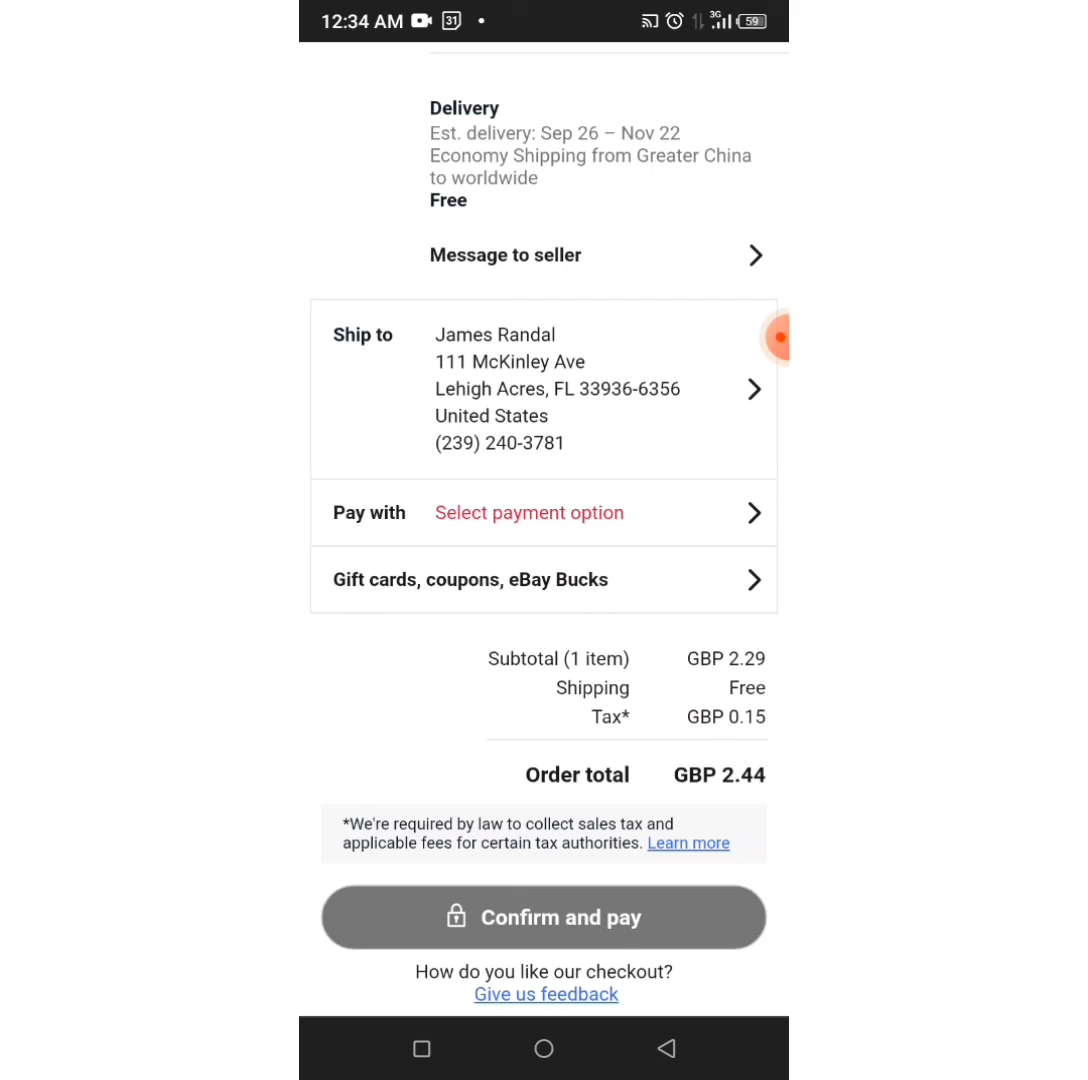 12:34 AM 31 3G 59
Delivery
Est. delivery: Sep 26 – Nov 22
Economy Shipping from Greater China
to worldwide
Free
Message to seller
Ship to James Randal
111 McKinley Ave
Lehigh Acres, FL 33936-6356
United States
(239) 240-3781
Pay with Select payment option
Gift cards, coupons, eBay Bucks
Subtotal (1 item) GBP 2.29
Shipping Free
Tax* GBP 0.15
Order total GBP 2.44
*We're required by law to collect sales tax and
applicable fees for certain tax authorities. Learn more
Confirm and pay
How do you like our checkout?
Give us feedback